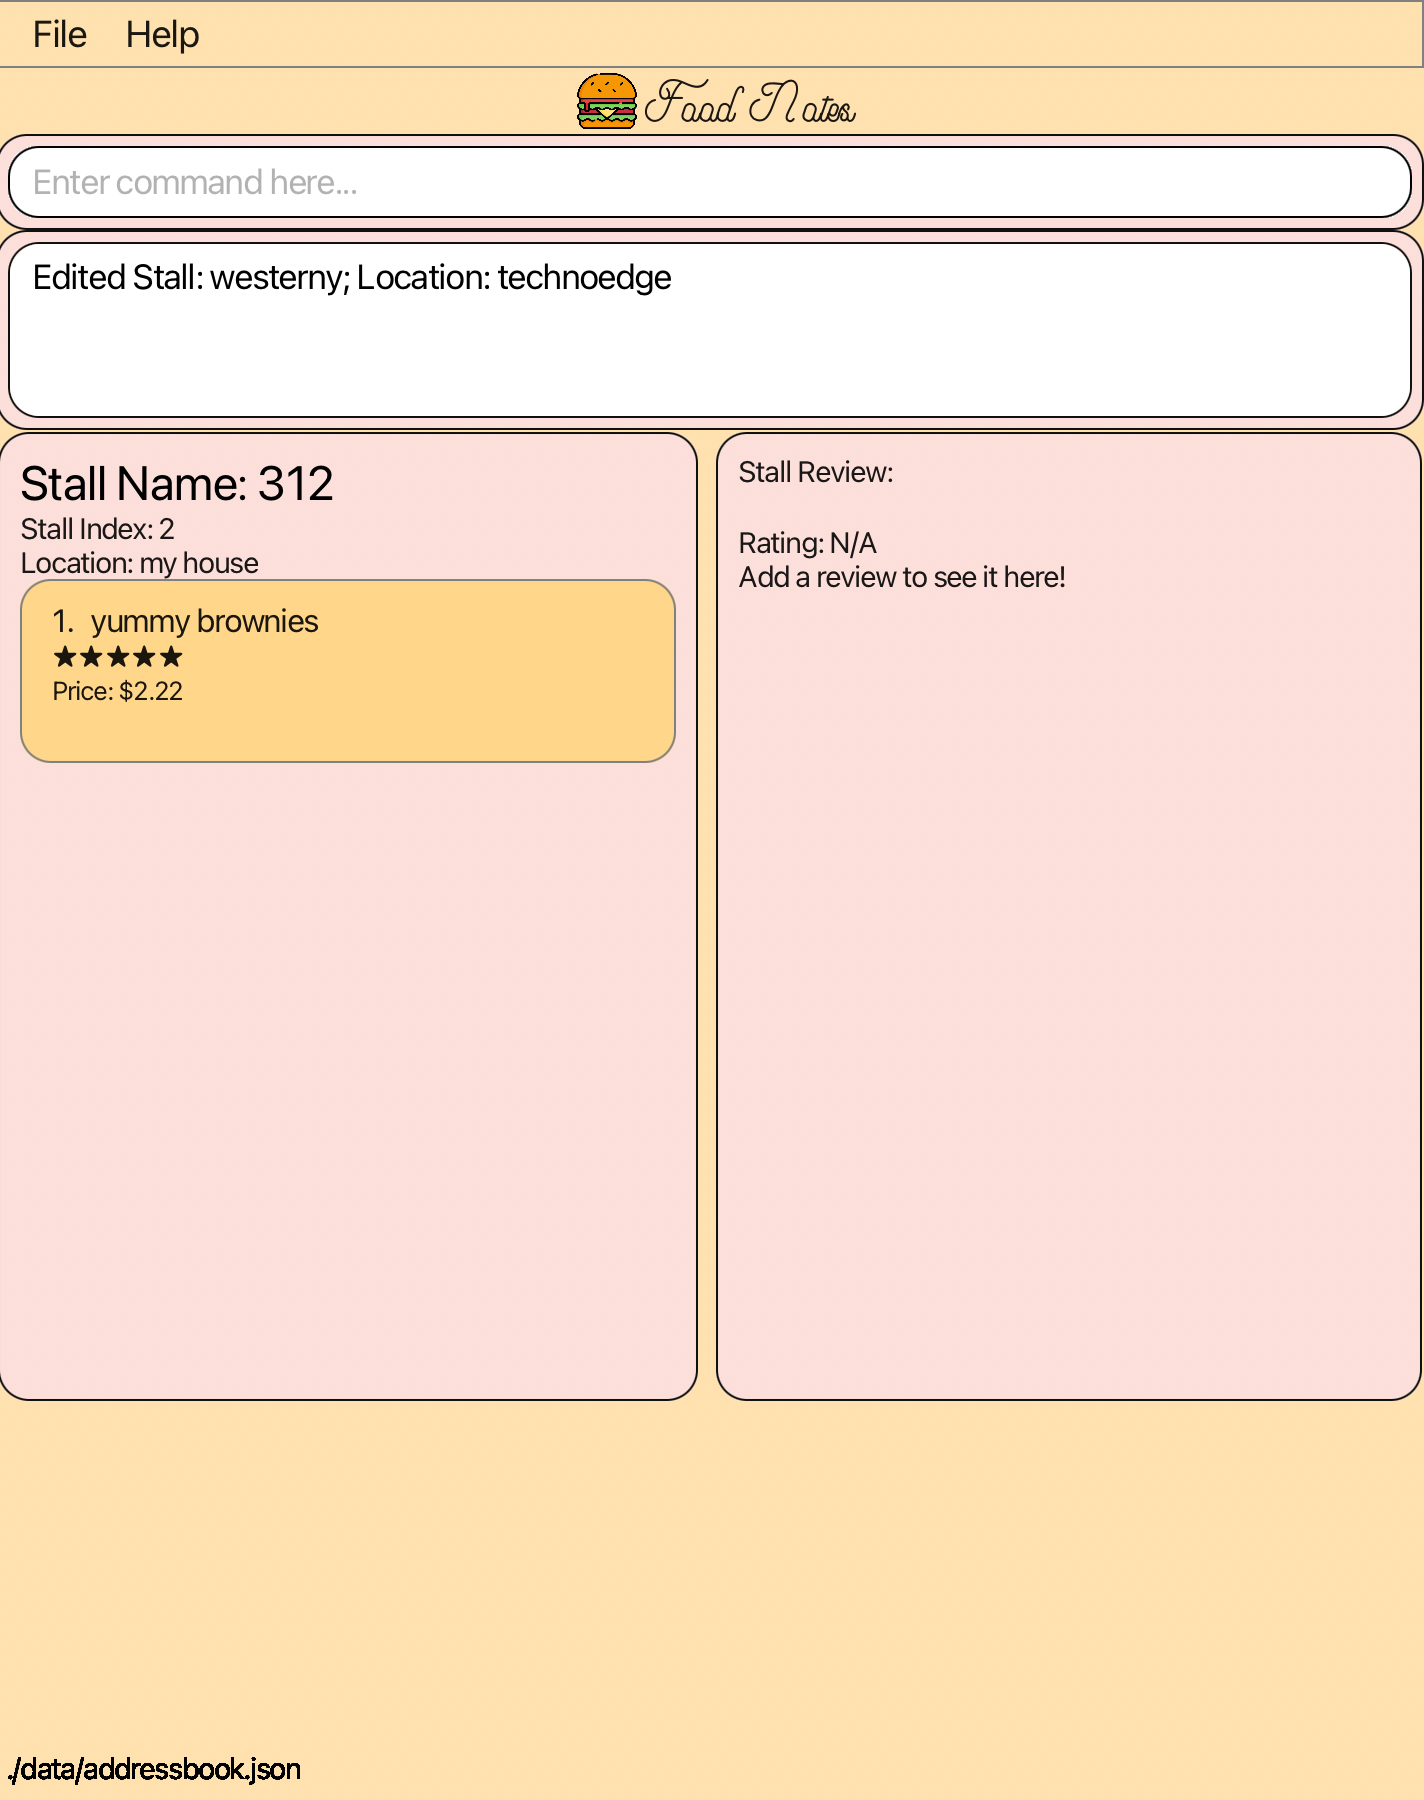 File Help
Food Notes
Enter command here...
Edited Stall: westerny; Location: technoedge
Stall Name: 312
Stall Index: 2
Location: my house
1. yummy brownies
★★★★★
Price: $2.22
Stall Review:
Rating: N/A
Add a review to see it here!
./data/addressbook.json